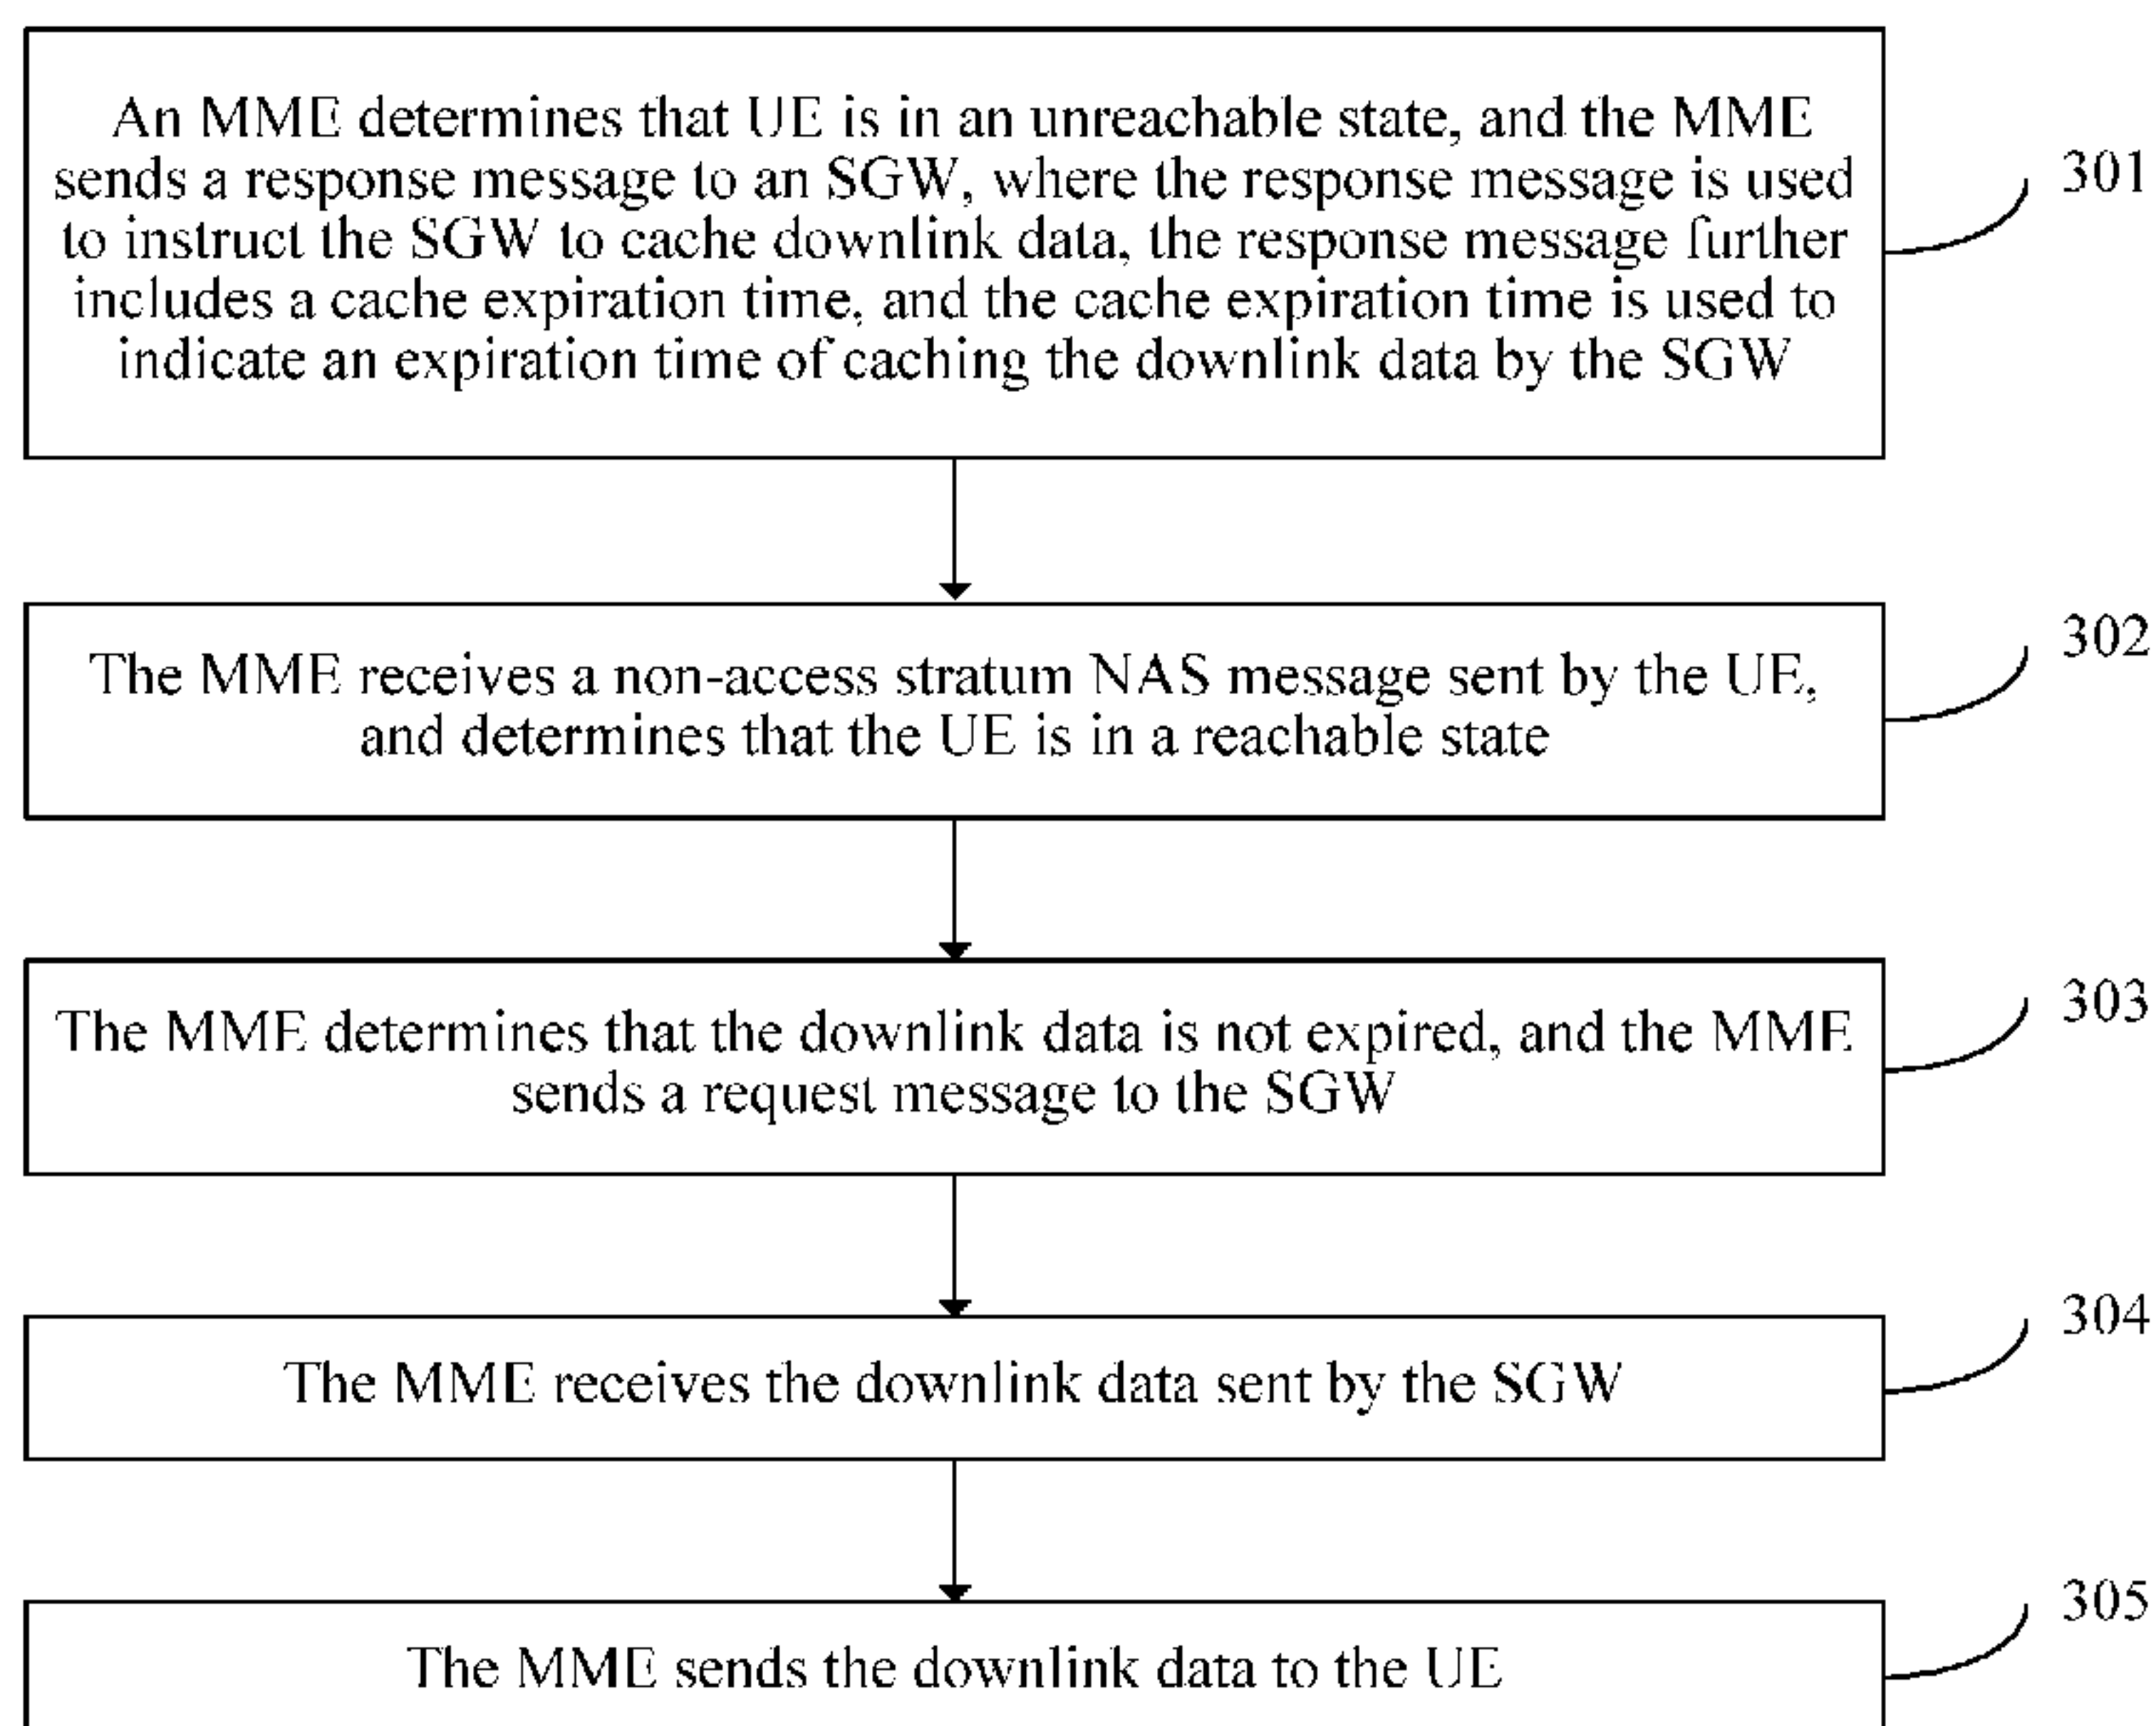 An MME determines that UE is in an unreachable state, and the MME
sends a response message to an SGW, where the response message is used
to instruct the SGW to cache downlink data, the response message further
includes a cache expiration time, and the cache expiration time is used to
indicate an expiration time of caching the downlink data by the SGW
301
The MME receives a non-access stratum NAS message sent by the UE,
and determines that the UE is in a reachable state
302
The MME determines that the downlink data is not expired, and the MME
sends a request message to the SGW
303
The MME receives the downlink data sent by the SGW
304
The MME sends the downlink data to the UE
305